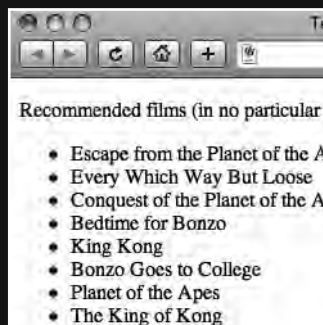 Recommended films (in no particular
Escape from the Planet of the
Every Which Way But Loose
Conquest of the Planet of the
Bedtime for Bonzo
King Kong
Bonzo Goes to College
Planet of the Apes
The King of Kong